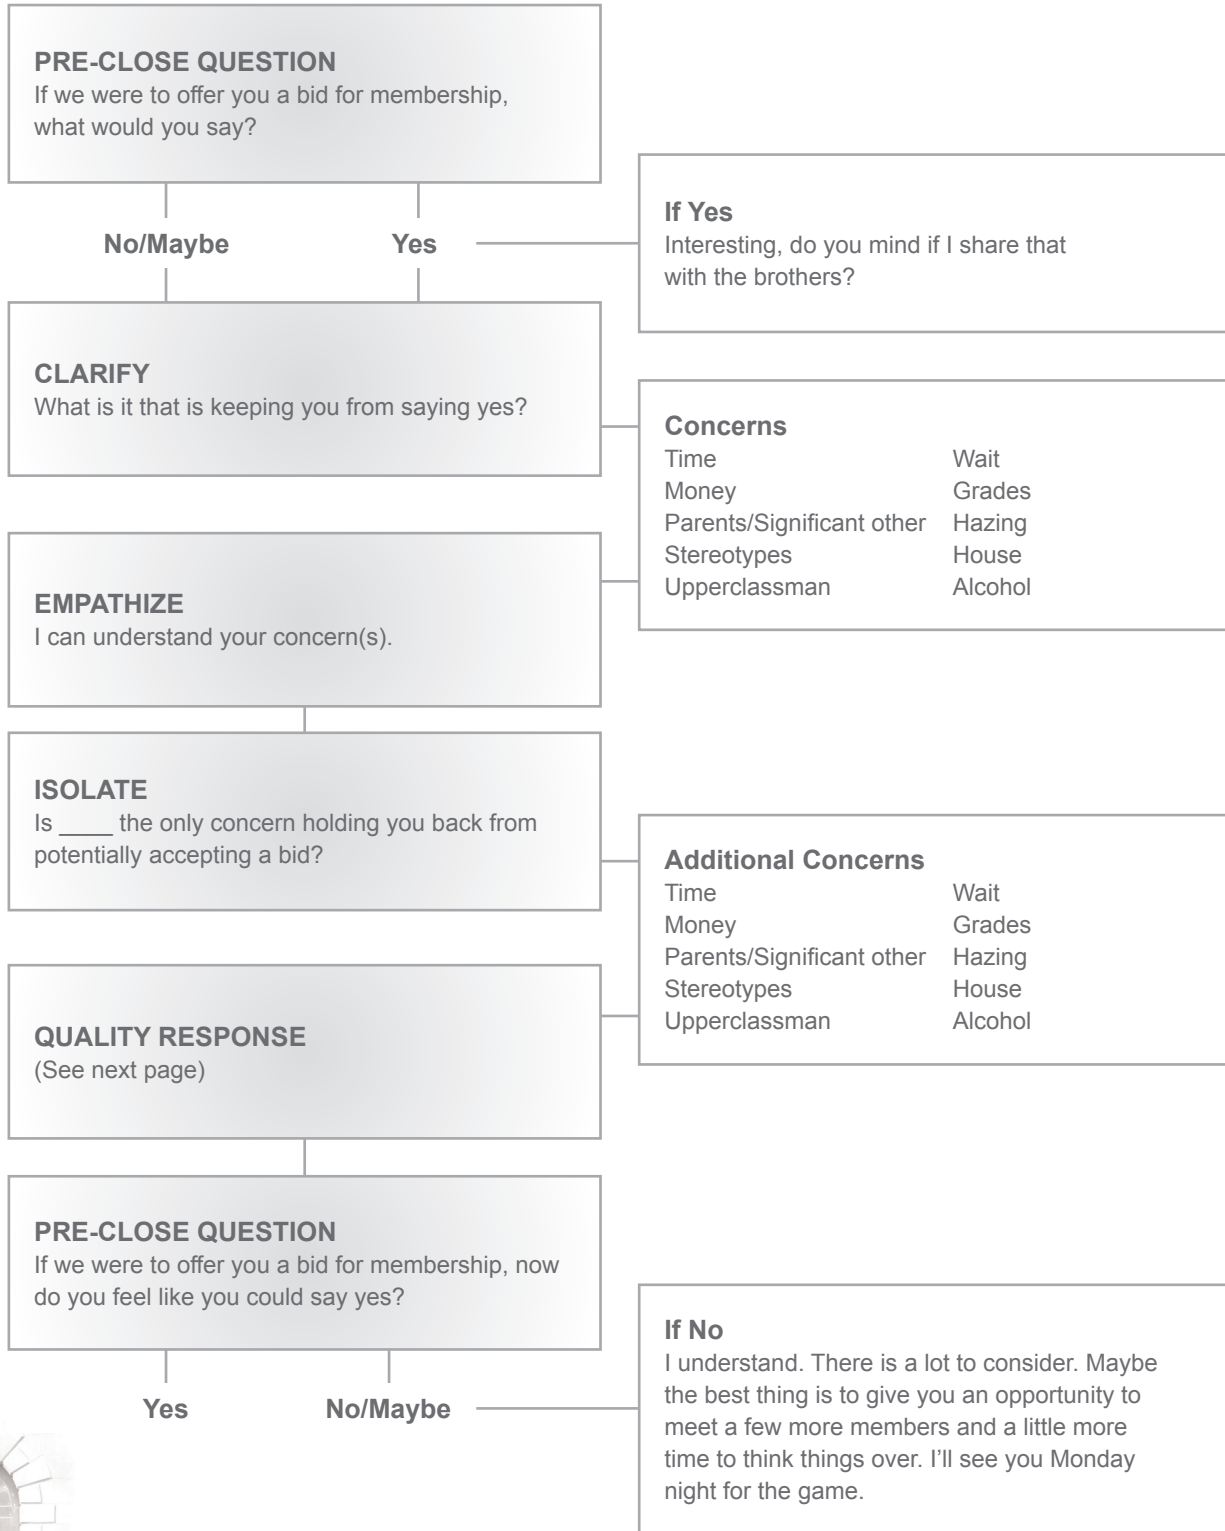 PRE-CLOSE QUESTION
If we were to offer you a bid for membership,
what would you say?
No/Maybe
Yes
If Yes
Interesting, do you mind if I share that
with the brothers?
CLARIFY
What is it that is keeping you from saying yes?
Concerns
Time
Money
Parents/Significant other
Stereotypes
Upperclassman
Wait
Grades
Hazing
House
Alcohol
EMPATHIZE
I can understand your concern(s).
ISOLATE
Is ____ the only concern holding you back from
potentially accepting a bid?
Additional Concerns
Time
Money
Parents/Significant other
Stereotypes
Upperclassman
Wait
Grades
Hazing
House
Alcohol
QUALITY RESPONSE
(See next page)
PRE-CLOSE QUESTION
If we were to offer you a bid for membership, now
do you feel like you could say yes?
Yes
No/Maybe
If No
I understand. There is a lot to consider. Maybe
the best thing is to give you an opportunity to
meet a few more members and a little more
time to think things over. I’ll see you Monday
night for the game.